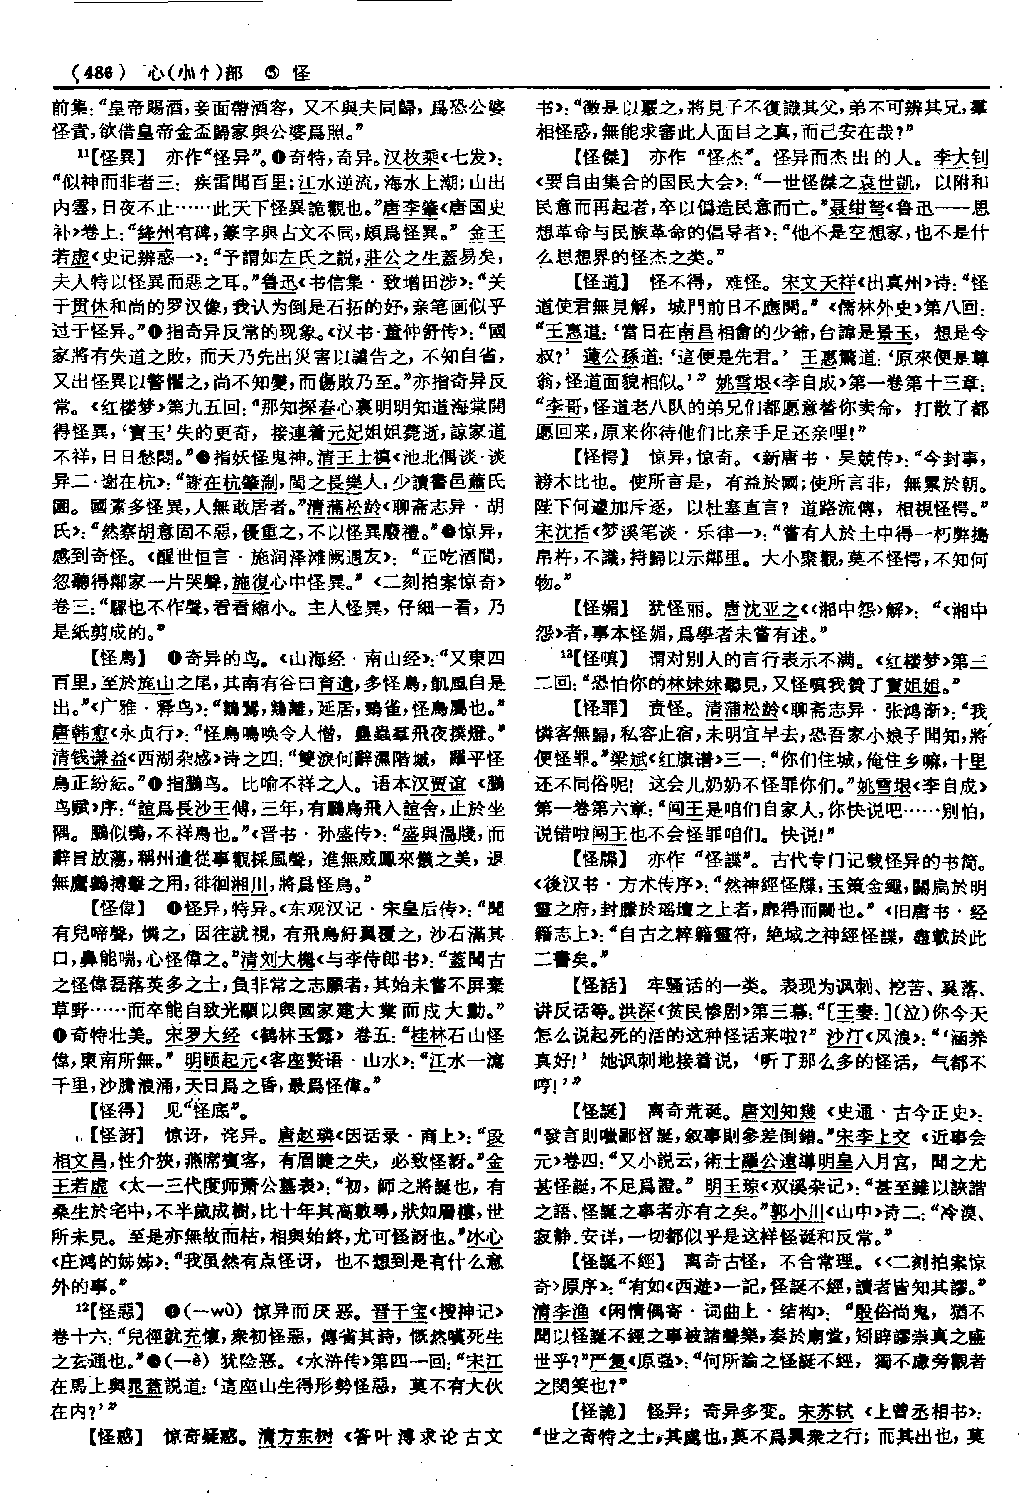 （486） 心(忄⺗)部 ⑤ 怪
前集：“皇帝賜酒，妾面帶酒容，又不與夫同歸，爲恐公婆
怪責，欲借皇帝金盃歸家與公婆爲照。”
11【怪異】 亦作“怪异”。❶奇特，奇异。汉枚乘《七发》：
“似神而非者三：疾雷聞百里；江水逆流，海水上潮；山出
内雲，日夜不止……此天下怪異詭觀也。”唐李肇《唐国史
补》卷上：“絳州有碑，篆字與古文不同，頗爲怪異。” 金王
若虚《史记辨惑一》：“予謂如左氏之説，莊公之生蓋易矣，
夫人特以怪異而惡之耳。”鲁迅《书信集·致增田涉》：“关
于贯休和尚的罗汉像，我认为倒是石拓的好，亲笔画似乎
过于怪异。”❷指奇异反常的现象。《汉书·董仲舒传》：“國
家將有失道之敗，而天乃先出災害以譴告之，不知自省，
又出怪異以警懼之，尚不知變，而傷敗乃至。”亦指奇异反
常。《红楼梦》第九五回：“那知探春心裏明明知道海棠開
得怪異，‘寶玉’失的更奇，接連着元妃姐姐薨逝，諒家道
不祥，日日愁悶。”❸指妖怪鬼神。清王士禛《池北偶谈·谈
异二·谢在杭》：“謝在杭肇淛，閩之長樂人，少讀書邑蕭氏
園。園素多怪異，人無敢居者。”清蒲松龄《聊斋志异·胡
氏》：“然察胡意固不惡，優重之，不以怪異廢禮。”❹惊异，
感到奇怪。《醒世恒言·施润泽滩阙遇友》：“正吃酒間，
忽聽得鄰家一片哭聲，施復心中怪異。”《二刻拍案惊奇》
卷三：“驟也不作聲，看看縮小。主人怪異，仔細一看，乃
是紙剪成的。”
【怪鳥】 ❶奇异的鸟。《山海经·南山经》：“又東四
百里，至於旄山之尾，其南有谷曰育遺，多怪鳥，凱風自是
出。”《广雅·释鸟》：“鷁鷖，鶢鶋，延居，鴮雀，怪鳥屬也。”
唐韩愈《永贞行》：“怪鳥鳴唤令人憎，蠱蟲羣飛夜撲燈。”
清钱谦益《西湖杂感》诗之四：“雙淚何辭濕階墄，羅平怪
鳥正紛紜。”❷指鵩鸟。比喻不祥之人。语本汉贾谊《鵩
鸟赋》序：“誼爲長沙王傅，三年，有鵩鳥飛入誼舍，止於坐
隅。鵩似鴞，不祥鳥也。”《晋书·孙盛传》：“盛與温牋，而
辭旨放蕩，稱州遣從事觀採風聲，進無威鳳來儀之美，退
無鷹鸇搏擊之用，徘徊湘川，將爲怪鳥。”
【怪偉】 ❶怪异，特异。《东观汉记·宋皇后传》：“聞
有兒啼聲，憐之，因往就視，有飛鳥紆翼覆之，沙石滿其
口，鼻能喘，心怪偉之。”清刘大櫆《与李侍郎书》：“蓋聞古
之怪偉磊落英多之士，負非常之志願者，其始未嘗不屏棄
草野……而卒能自致光顯以與國家建大業而成大勳。”
❷奇特壮美。宋罗大经《鹤林玉露》卷五：“桂林石山怪
偉，東南所無。”明顾起元《客座赘语·山水》：“江水一瀉
千里，沙騰浪涌，天日爲之昏，最爲怪偉。”
【怪得】 见“怪底”。
【怪訝】 惊讶，诧异。唐赵璘《因话录·商上》：“段
相文昌，性介狹，燕席賓客，有眉睫之失，必致怪訝。”金
王若虚《太一三代度师萧公墓表》：“初，師之將誕也，有
桑生於宅中，不半歲成樹，比十年其高數尋，狀如層樓，世
所未見。至是亦無故而枯，相與始終，尤可怪訝也。”冰心
《庄鸿的姊姊》：“我虽然有点怪讶，也不想到是有什么意
外的事。”
12【怪惡】 ❶(—wù) 惊异而厌恶。晋干宝《搜神记》
卷十六：“兒徑就充懷，衆初怪惡，傳省其詩，慨然嘆死生
之玄通也。”❷(—è) 犹险恶。《水浒传》第四一回：“宋江
在馬上與晁蓋説道：‘這座山生得形勢怪惡，莫不有大伙
在内？’”
【怪惑】 惊奇疑惑。清方东树《答叶溥求论古文
书》：“徵是以嚴之，將見子不復識其父，弟不可辨其兄，羣
相怪惑，無能求審此人面目之真，而己安在哉？”
【怪傑】 亦作“怪杰”。怪异而杰出的人。李大钊
《要自由集合的国民大会》：“一世怪傑之袁世凱，以附和
民意而再起者，卒以僞造民意而亡。”聂绀弩《鲁迅——思
想革命与民族革命的倡导者》：“他不是空想家，也不是什
么思想界的怪杰之类。”
【怪道】 怪不得，难怪。宋文天祥《出真州》诗：“怪
道使君無見解，城門前日不應開。”《儒林外史》第八回：
“王惠道：‘當日在南昌相會的少爺，台諱是景玉，想是令
叔？’蘧公孫道：‘這便是先君。’王惠驚道：‘原來便是尊
翁，怪道面貌相似。’”姚雪垠《李自成》第一卷第十三章：
“李哥，怪道老八队的弟兄们都愿意替你卖命，打散了都
愿回来，原来你待他们比亲手足还亲哩！”
【怪愕】 惊异，惊奇。《新唐书·吴兢传》：“今封事，
謗木比也。使所言是，有益於國；使所言非，無累於朝。
陛下何遽加斥逐，以杜塞直言？道路流傳，相視怪愕。”
宋沈括《梦溪笔谈·乐律一》：“嘗有人於土中得一朽弊搗
帛杵，不識，持歸以示鄰里。大小聚觀，莫不怪愕，不知何
物。”
【怪媚】 犹怪丽。唐沈亚之《〈湘中怨〉解》：“〈湘中
怨〉者，事本怪媚，爲學者未嘗有述。”
13【怪嗔】 谓对别人的言行表示不满。《红楼梦》第三
二回：“恐怕你的林妹妹聽見，又怪嗔我贊了寶姐姐。”
【怪罪】 责怪。清蒲松龄《聊斋志异·张鸿渐》：“我
憐客無歸，私容止宿，未明宜早去，恐吾家小娘子聞知，將
便怪罪。”梁斌《红旗谱》三一：“你们住城，俺住乡嘛，十里
还不同俗呢！这会儿奶奶不怪罪你们。”姚雪垠《李自成》
第一卷第六章：“闯王是咱们自家人，你快说吧……别怕，
说错啦闯王也不会怪罪咱们。快说！”
【怪牒】 亦作“怪諜”。古代专门记载怪异的书简。
《後汉书·方术传序》：“然神經怪牒，玉策金繩，關扃於明
靈之府，封縢於瑶壇之上者，靡得而闚也。”《旧唐书·经
籍志上》：“自古之粹籍靈符，絶域之神經怪諜，盡載於此
二書矣。”
【怪話】 牢骚话的一类。表现为讽刺、挖苦、奚落、
讲反话等。洪深《贫民惨剧》第三幕：“[王妻：](泣)你今天
怎么说起死的活的这种怪话来啦？”沙汀《风浪》：“‘涵养
真好！’她讽刺地接着说，‘听了那么多的怪话，气都不
哼！’”
【怪誕】 离奇荒诞。唐刘知幾《史通·古今正史》：
“發言則嗤鄙怪誕，叙事則參差倒錯。”宋李上交《近事会
元》卷四：“又小説云，術士羅公遠導明皇入月宫，聞之尤
甚怪誕，不足爲證。”明王琼《双溪杂记》：“甚至雜以詼諧
之語、怪誕之事者亦有之矣。”郭小川《山中》诗二：“冷漠、
寂静、安详，一切都似乎是这样怪诞和反常。”
【怪誕不經】 离奇古怪，不合常理。《〈二刻拍案惊
奇〉原序》：“有如《西遊》一記，怪誕不經，讀者皆知其謬。”
清李渔《闲情偶寄·词曲上·结构》：“殷俗尚鬼，猶不
聞以怪誕不經之事被諸聲樂，奏於廟堂，矧辟謬崇真之盛
世乎？”严复《原强》：“何所論之怪誕不經，獨不慮旁觀者
之閔笑也？”
【怪詭】 怪异；奇异多变。宋苏轼《上曾丞相书》：
“世之奇特之士，其處也，莫不爲異衆之行；而其出也，莫